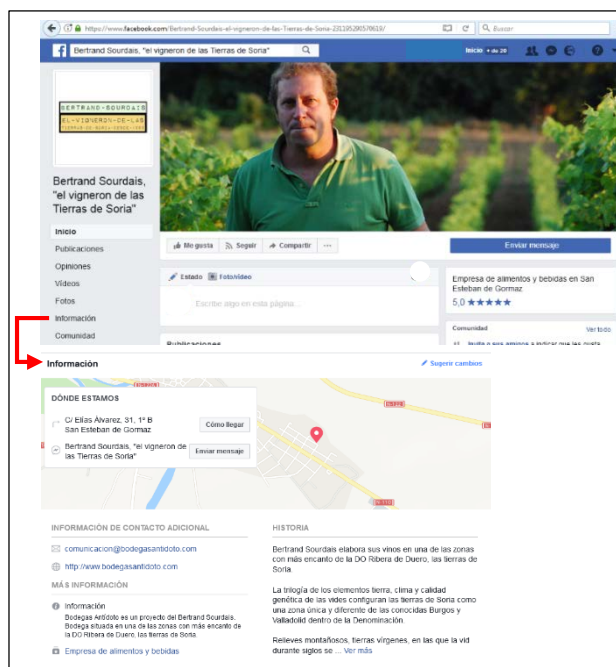 https://www.facebook.com/Bertrand-Sourdais-el-vigneron-de-las-Tierras-de-Soria-231195290570619/
Buscar
Bertrand Sourdais, "el vigneron de las Tierras de Soria"
Inicio
BERTRAND-SOURDAIS
EL-VIGNERON-DE-LAS
Bertrand Sourdais,
"el vigneron de las
Tierras de Soria"
Inicio
Publicaciones
Opiniones
Vídeos
Fotos
Información
Comunidad
Me gusta
Seguir
Compartir
Enviar mensaje
Estado
Foto/vídeo
Escribe algo en esta página...
Publicaciones
Empresa de alimentos y bebidas en San
Esteban de Gormaz
5,0 ★★★★★
Comunidad
Ver todo
Invita a sus amigos a indicar que les gusta
Información
Sugerir cambios
DÓNDE ESTAMOS
C/ Elías Álvarez, 31, 1º B
San Esteban de Gormaz
Cómo llegar
Bertrand Sourdais, "el vigneron de
las Tierras de Soria"
Enviar mensaje
INFORMACIÓN DE CONTACTO ADICIONAL
comunicacion@bodegasantidoto.com
http://www.bodegasantidoto.com
MÁS INFORMACIÓN
Información
Bodegas Antídoto es un proyecto del Bertrand Sourdais.
Bodega situada en una de las zonas con más encanto de
la DO Ribera de Duero, las tierras de Soria
Empresa de alimentos y bebidas
HISTORIA
Bertrand Sourdais elabora sus vinos en una de las zonas
con más encanto de la DO Ribera de Duero, las tierras de
Soria.
La trilogía de los elementos tierra, clima y calidad
genética de las vides configuran las tierras de Soria como
una zona única y diferente de las conocidas Burgos y
Valladolid dentro de la Denominación.
Relieves montañosos, tierras vírgenes, en las que la vid
durante siglos se ... Ver más